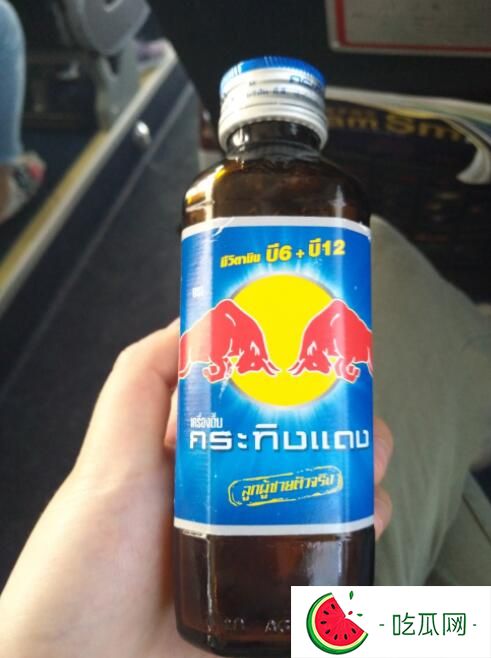 มีวิตามิน บี6 + บี12
เครื่องดื่ม
กระทิงแดง
ลูกผู้ชายตัวจริง
-吃瓜网-